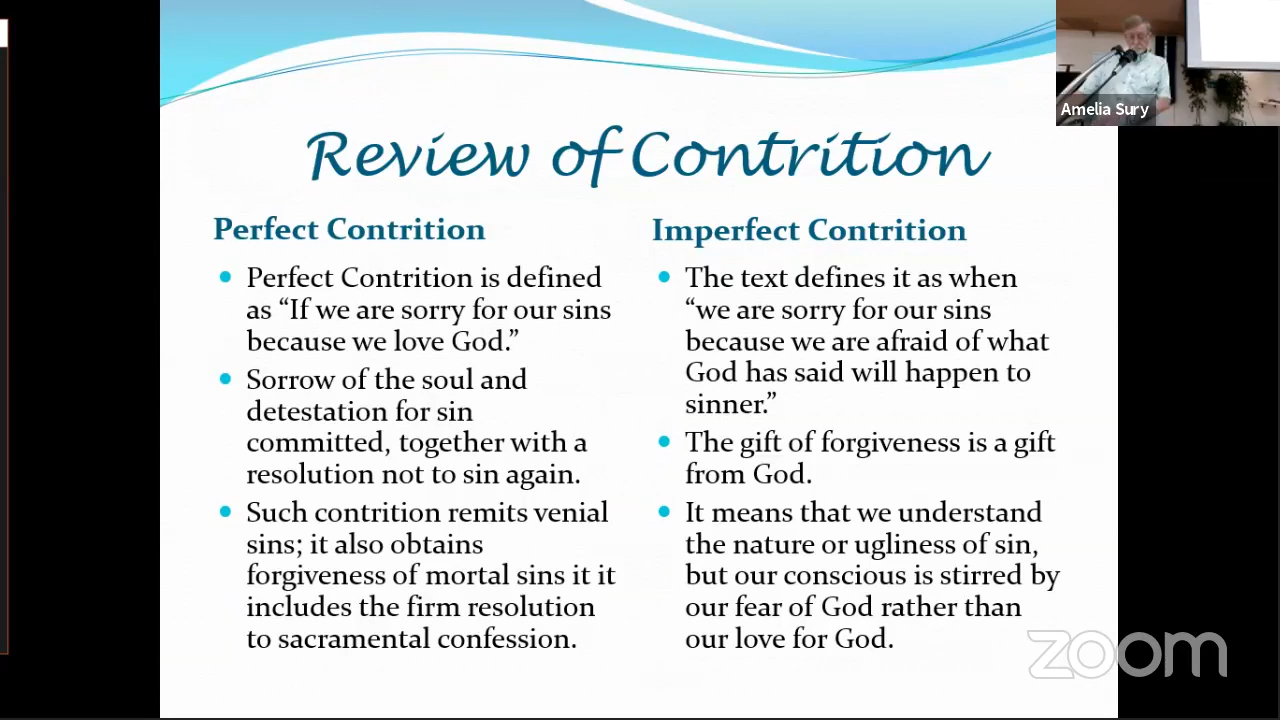 Amelia Sury
Review of Contrition
Perfect Contrition
• Perfect Contrition is defined
as “If we are sorry for our sins
because we love God.”
• Sorrow of the soul and
detestation for sin
committed, together with a
resolution not to sin again.
• Such contrition remits venial
sins; it also obtains
forgiveness of mortal sins it it
includes the firm resolution
to sacramental confession.
Imperfect Contrition
• The text defines it as when
“we are sorry for our sins
because we are afraid of what
God has said will happen to
sinner.”
• The gift of forgiveness is a gift
from God.
• It means that we understand
the nature or ugliness of sin,
but our conscious is stirred by
our fear of God rather than
our love for God.
zoom